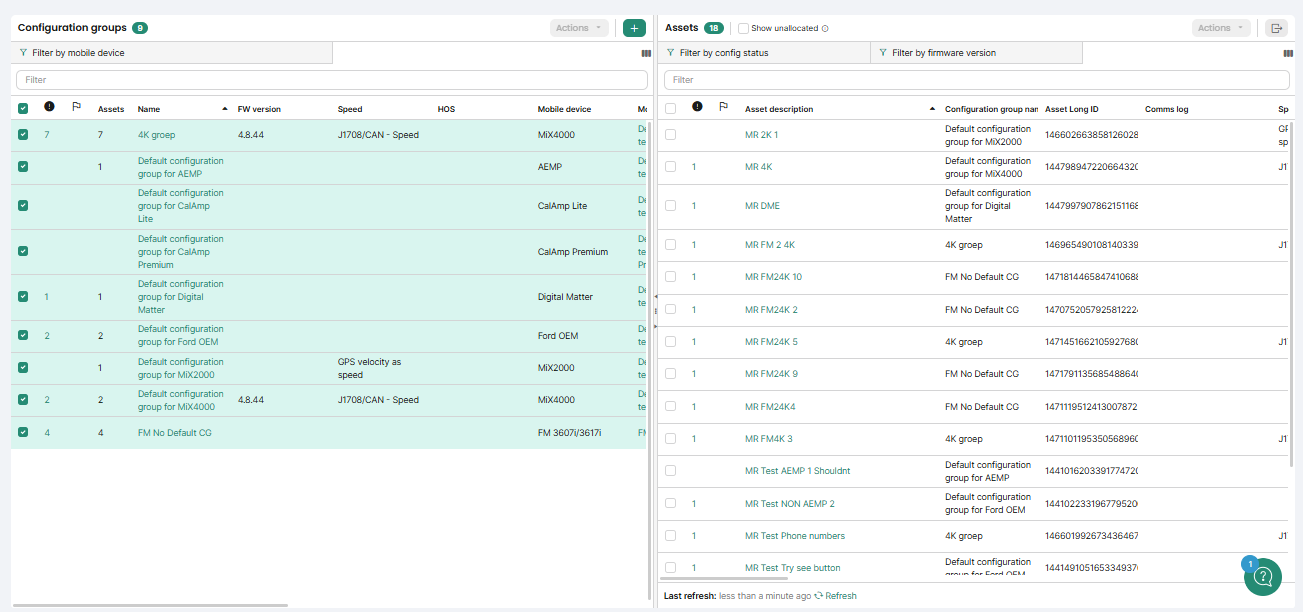 Configuration groups 9 Actions +
Filter by mobile device
Filter
Assets Name FW version Speed HOS Mobile device
7 7 4K groep 4.8.44 J1708/CAN - Speed MiX4000
1 Default configuration group for AEMP AEMP
Default configuration group for CalAmp Lite CalAmp Lite
Default configuration group for CalAmp Premium CalAmp Premium
1 1 Default configuration group for Digital Matter Digital Matter
2 2 Default configuration group for Ford OEM Ford OEM
1 Default configuration group for MiX2000 GPS velocity as speed MiX2000
2 2 Default configuration group for MiX4000 4.8.44 J1708/CAN - Speed MiX4000
4 4 FM No Default CG FM 3607i/3617i
Assets 18 Show unallocated Actions
Filter by config status Filter by firmware version
Filter
Asset description Configuration group nar Asset Long ID Comms log Sp
MR 2K 1 Default configuration group for MiX2000 146602663858126028 GP sp
1 MR 4K Default configuration group for MiX4000 144798947220664320 J1
1 MR DME Default configuration group for Digital Matter 1447997907862151168
1 MR FM 2 4K 4K groep 146965490108140339 J1
1 MR FM24K 10 FM No Default CG 1471814465847410688
1 MR FM24K 2 FM No Default CG 147075205792581222
1 MR FM24K 5 4K groep 147145166210592768 J1
1 MR FM24K 9 FM No Default CG 147179113568548864
1 MR FM24K4 FM No Default CG 1471119512413007872
1 MR FM4K 3 4K groep 147110119535056896 J1
MR Test AEMP 1 Shouldnt Default configuration group for AEMP 144101620339177472
1 MR Test NON AEMP 2 Default configuration group for Ford OEM 144102233196779520
1 MR Test Phone numbers 4K groep 146601992673436467 J1
1 MR Test Try see button Default configuration group for Ford OEM 144149105165334937
Last refresh: less than a minute ago Refresh
1